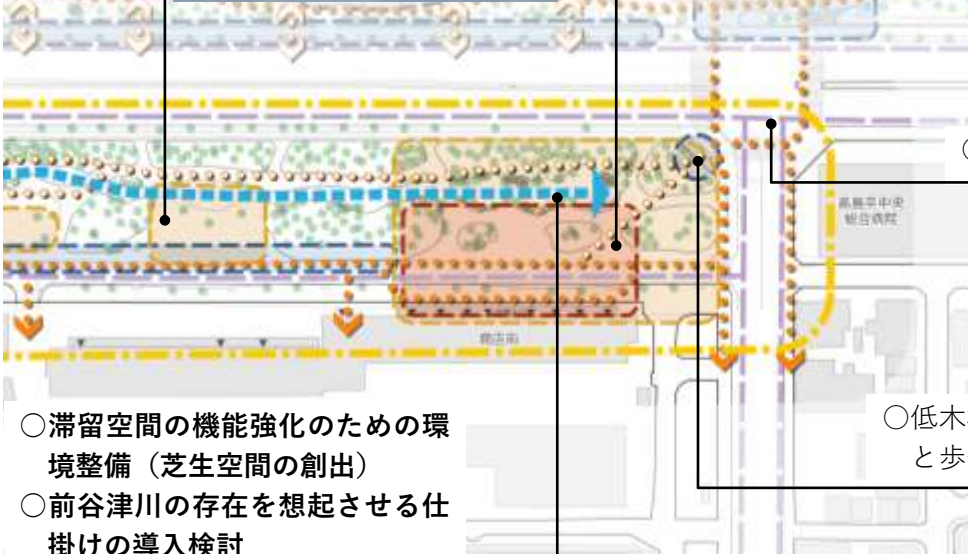 ○
高島平中央
総合病院
商店街
○滞留空間の機能強化のための環
境整備（芝生空間の創出）
○前谷津川の存在を想起させる仕
掛けの導入検討
○低木
と歩